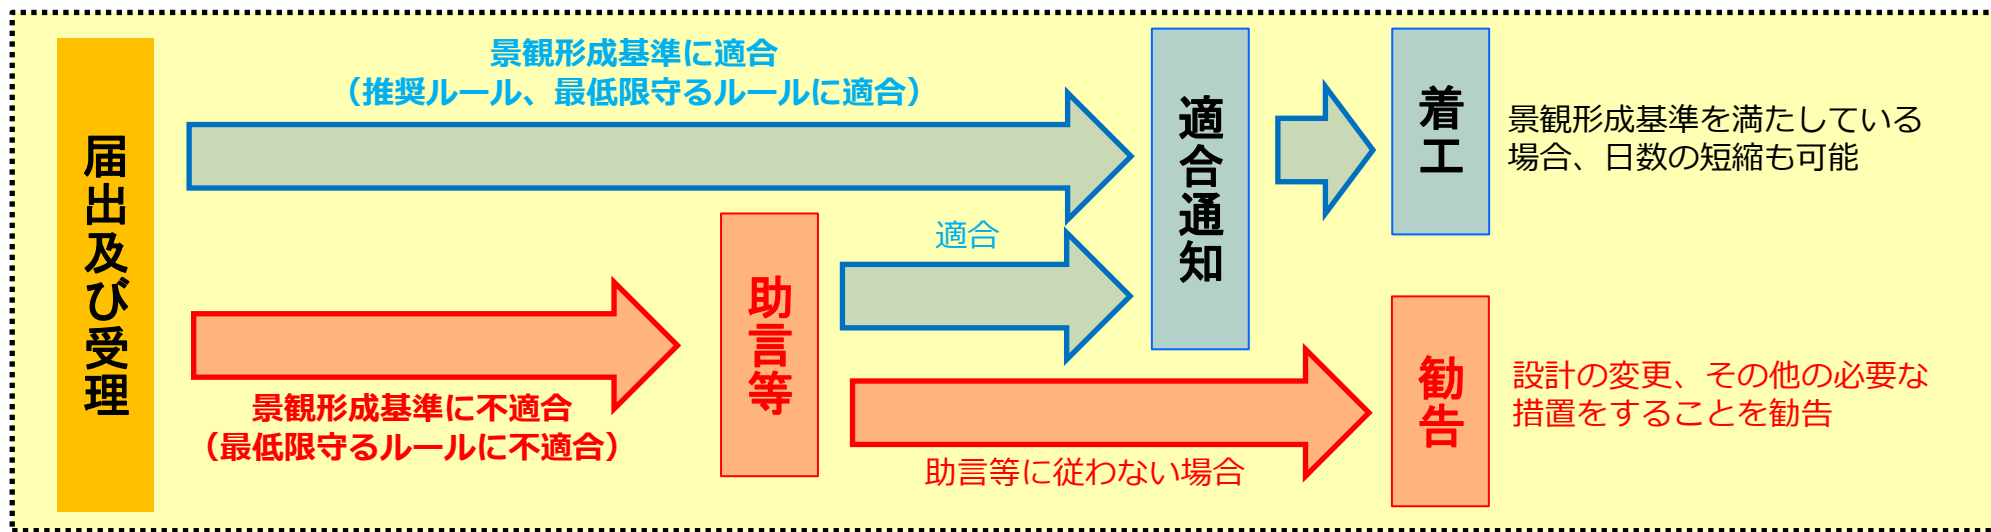 届出及び受理
景観形成基準に適合
（推奨ルール、最低限守るルールに適合）
景観形成基準に不適合
（最低限守るルールに不適合）
助言等
適合
助言等に従わない場合
適合通知
着工
景観形成基準を満たしている
場合、日数の短縮も可能
勧告
設計の変更、その他の必要な
措置をすることを勧告